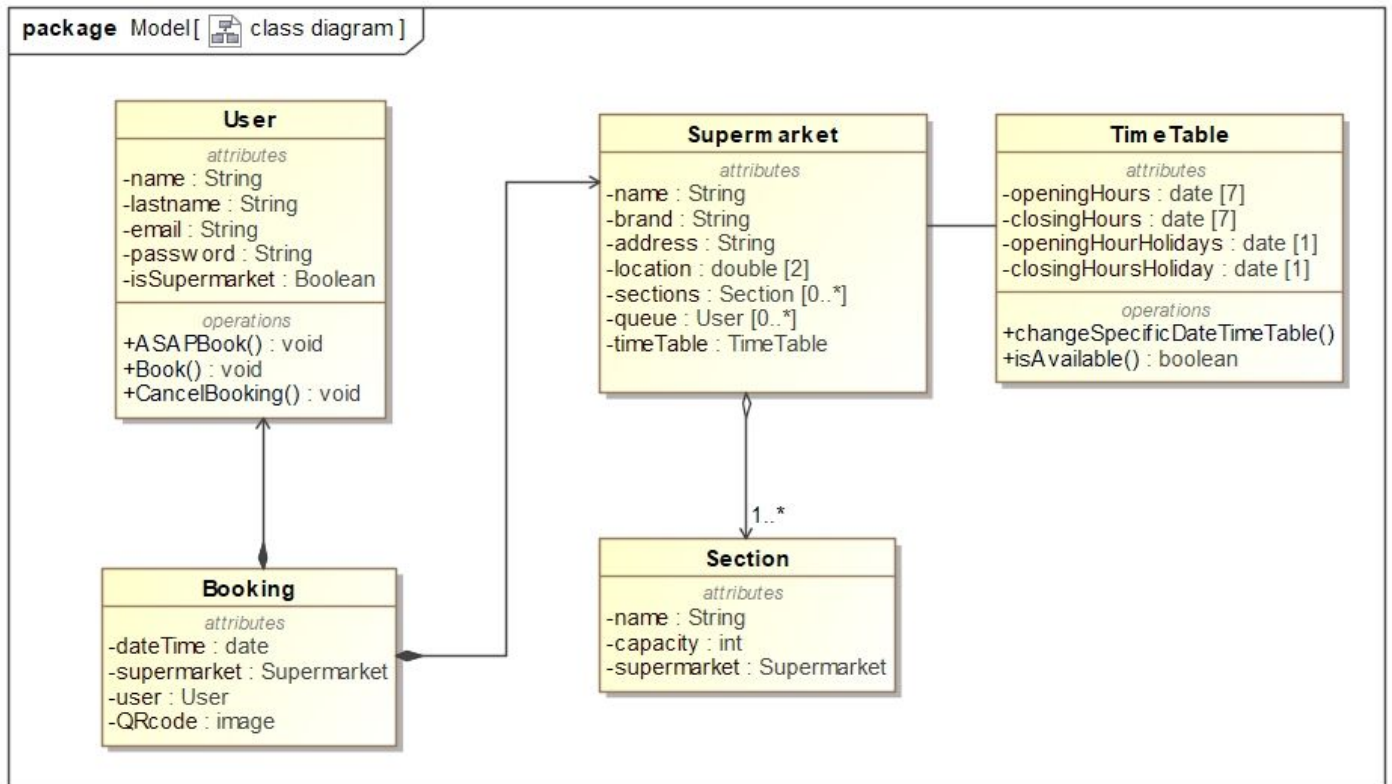 package Model [ class diagram ]
User
attributes
-name : String
-lastname : String
-email : String
-password : String
-isSupermarket : Boolean
operations
+ASAPBook() : void
+Book() : void
+CancelBooking() : void
Supermarket
attributes
-name : String
-brand : String
-address : String
-location : double [2]
-sections : Section [0..*]
-queue : User [0..*]
-timeTable : TimeTable
TimeTable
attributes
-openingHours : date [7]
-closingHours : date [7]
-openingHourHolidays : date [1]
-closingHoursHoliday : date [1]
operations
+changeSpecificDateTimeTable()
+isAvailable() : boolean
1..*
Booking
attributes
-dateTime : date
-supermarket : Supermarket
-user : User
-QRcode : image
Section
attributes
-name : String
-capacity : int
-supermarket : Supermarket